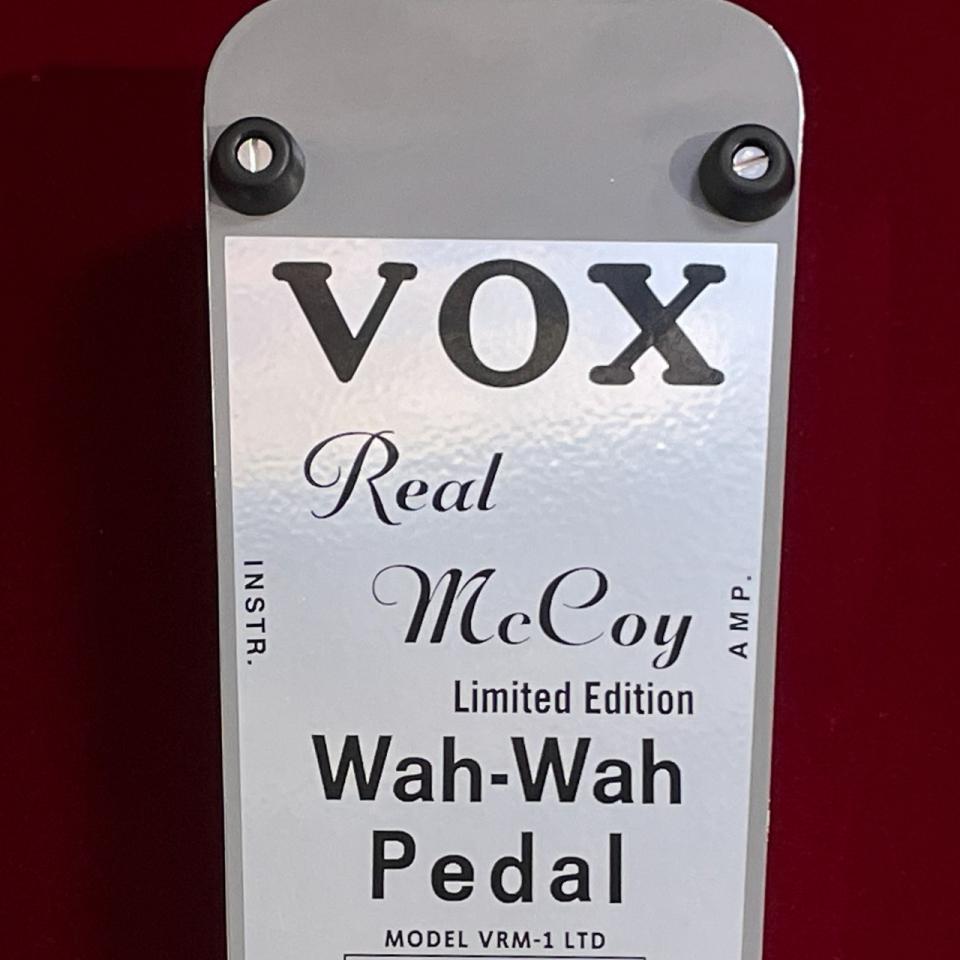 VOX
Real
McCoy
INSTR.
AMP.
Limited Edition
Wah-Wah
Pedal
MODEL VRM-1 LTD